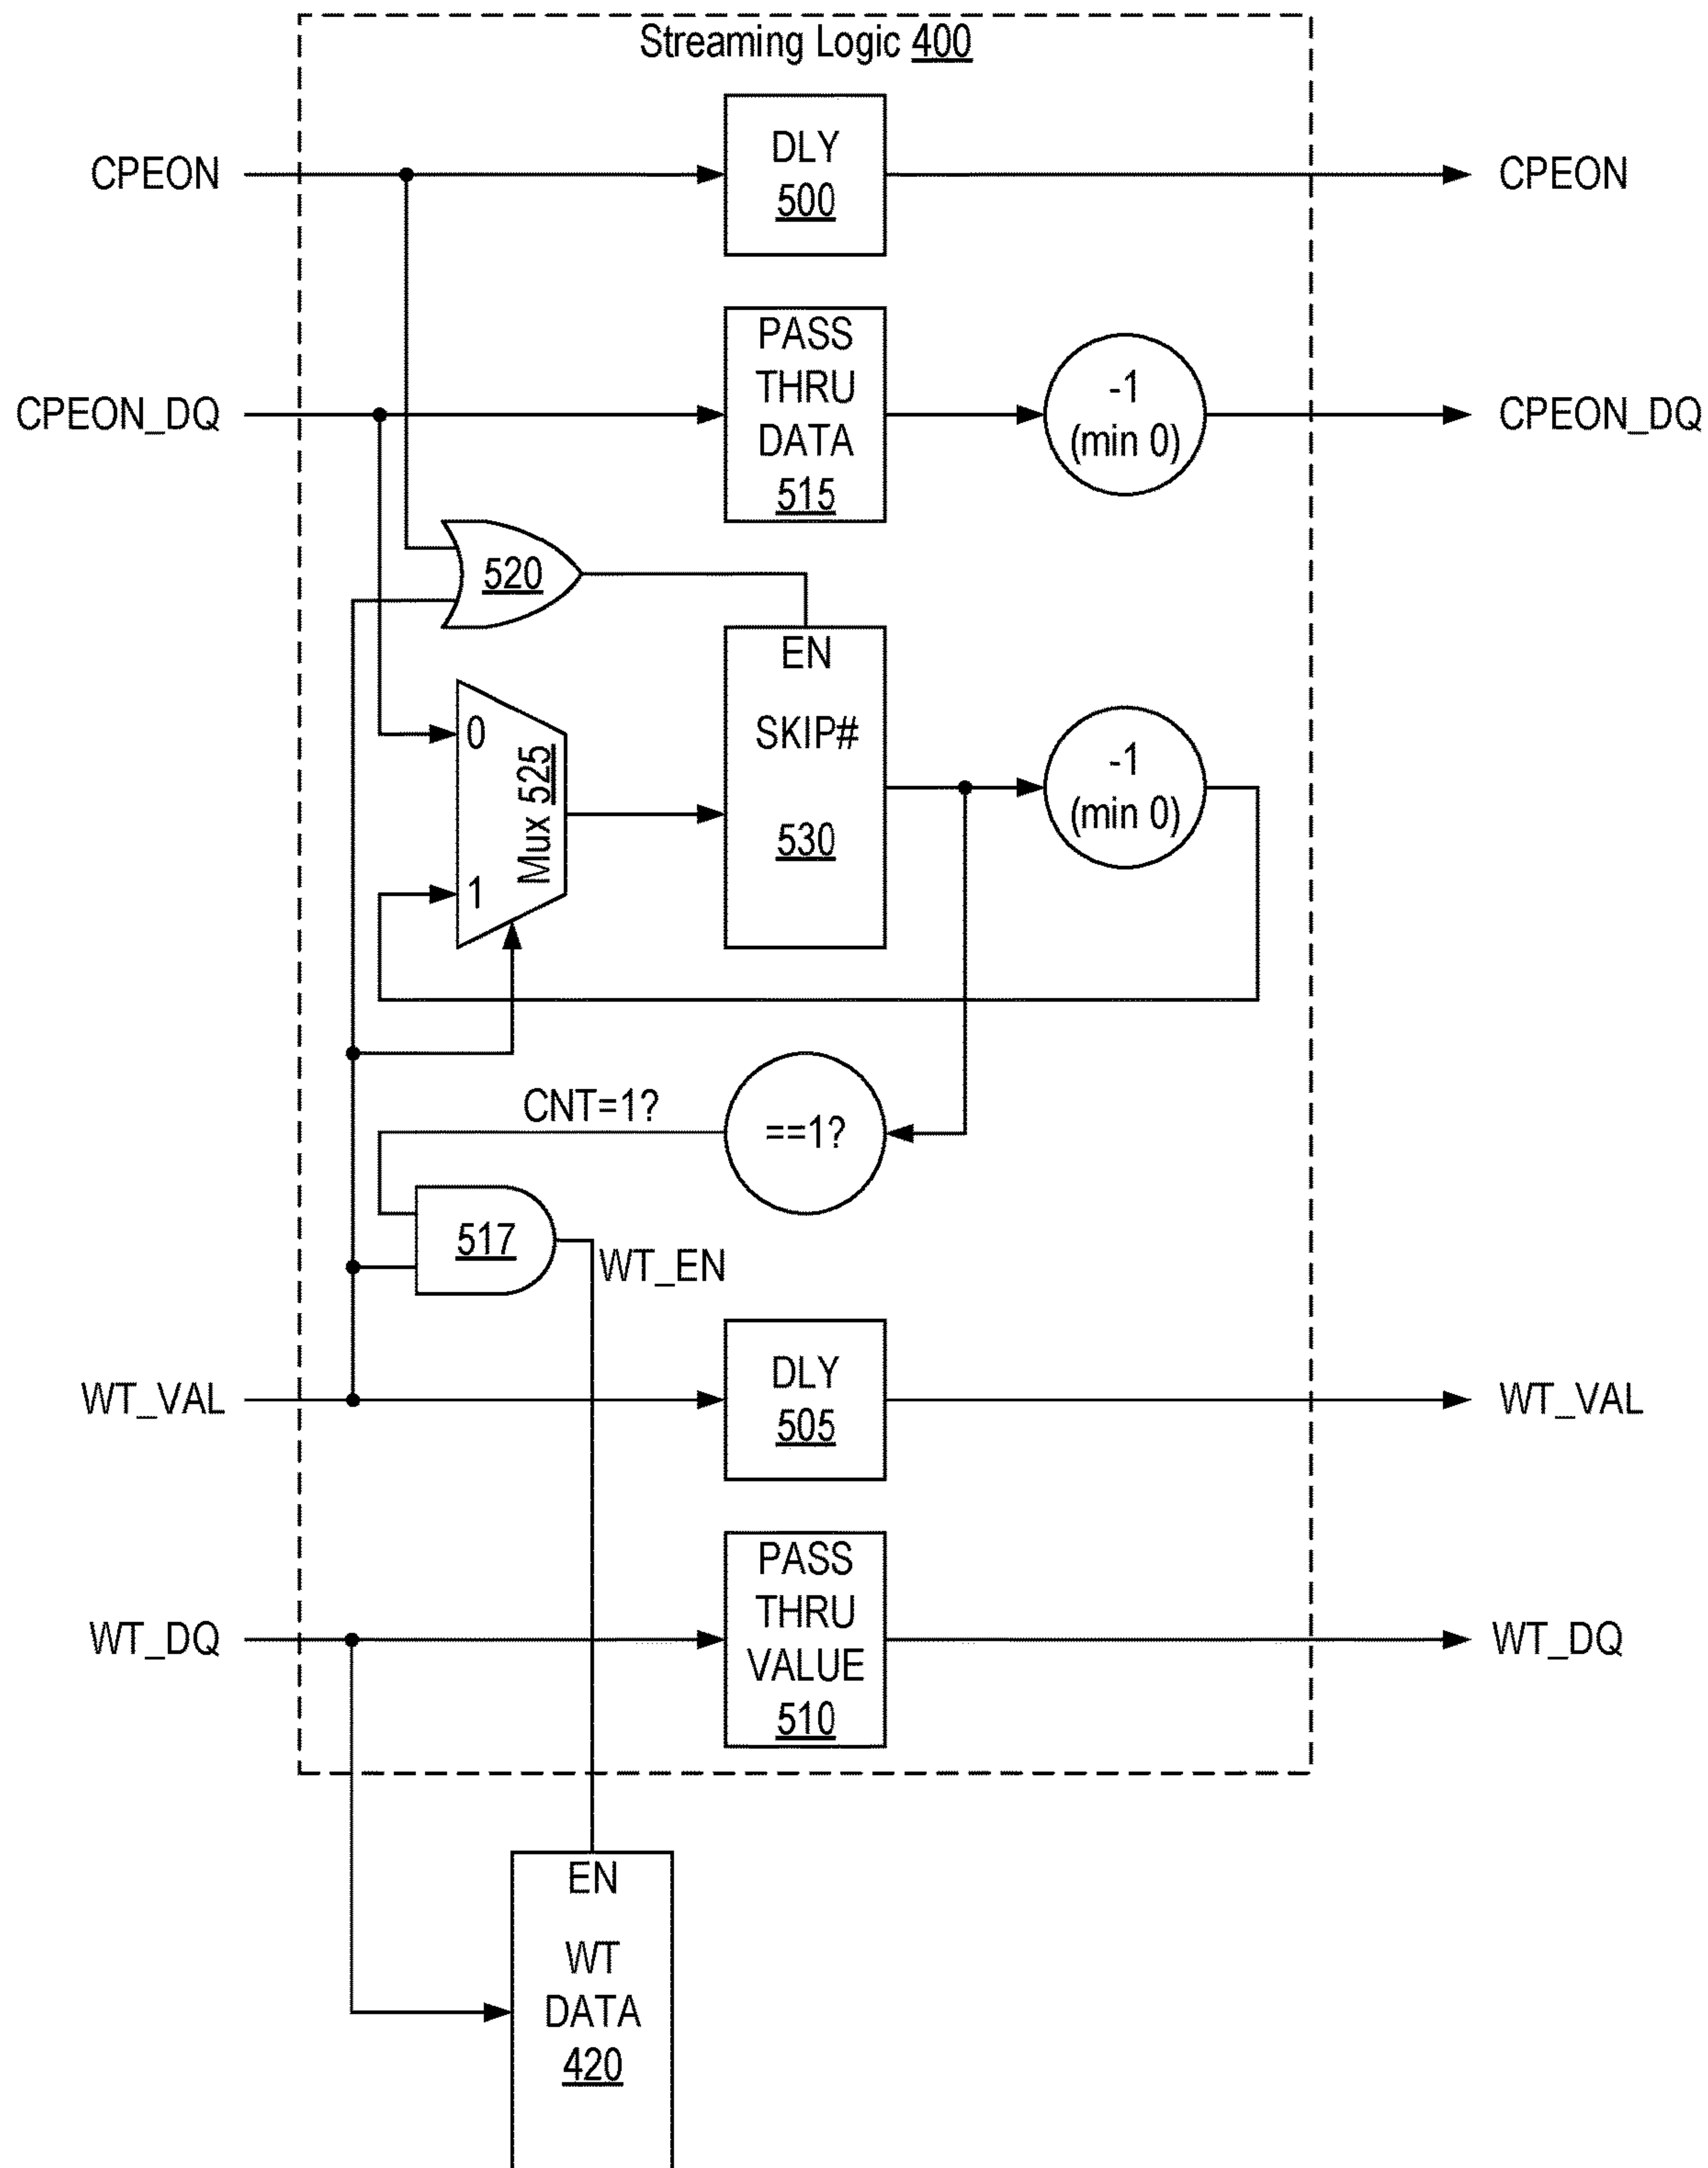 Streaming Logic 400
DLY
500
CPEON
CPEON
PASS
THRU
DATA
515
-1
(min 0)
CPEON_DQ
CPEON_DQ
520
EN
SKIP#
530
0
1
Mux 525
-1
(min 0)
CNT=1?
==1?
517
WT_EN
DLY
505
WT_VAL
WT_VAL
PASS
THRU
VALUE
510
WT_DQ
WT_DQ
EN
WT
DATA
420